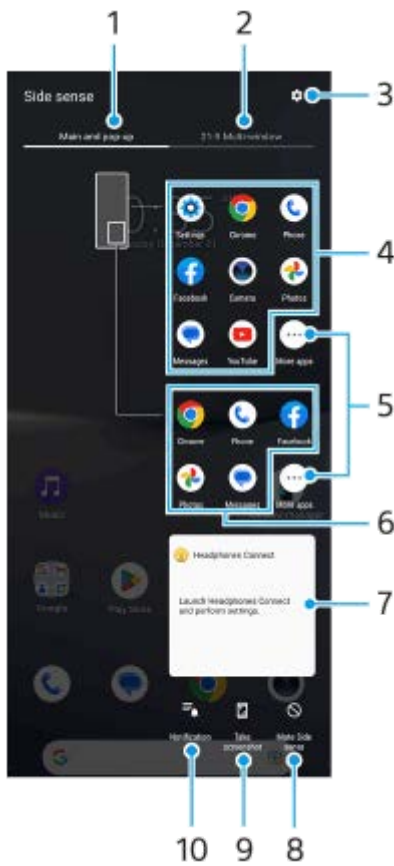 1
2
Side sense
3
Main and pop-up
21:9 Multi-window
Settings
Chrome
Phone
4
Facebook
Camera
Photos
Messages
YouTube
More apps
5
Chrome
Phone
Facebook
Photos
Messages
More apps
6
Music
Headphones Connect
7
Launch Headphones Connect
and perform settings.
Google
Play Store
Notification
Take
screenshot
Mute Side
sense
10
9
8